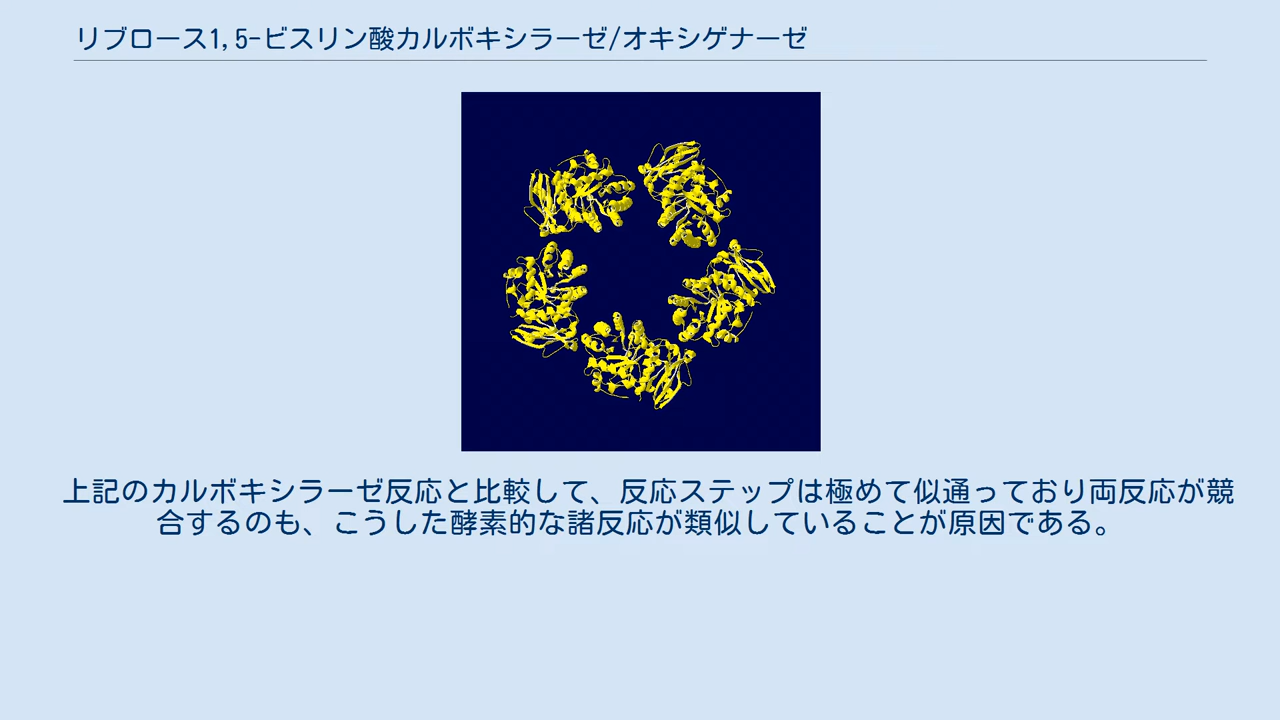 リブロース1,5-ビスリン酸カルボキシラーゼ/オキシゲナーゼ
上記のカルボキシラーゼ反応と比較して、反応ステップは極めて似通っており両反応が競
合するのも、こうした酵素的な諸反応が類似していることが原因である。